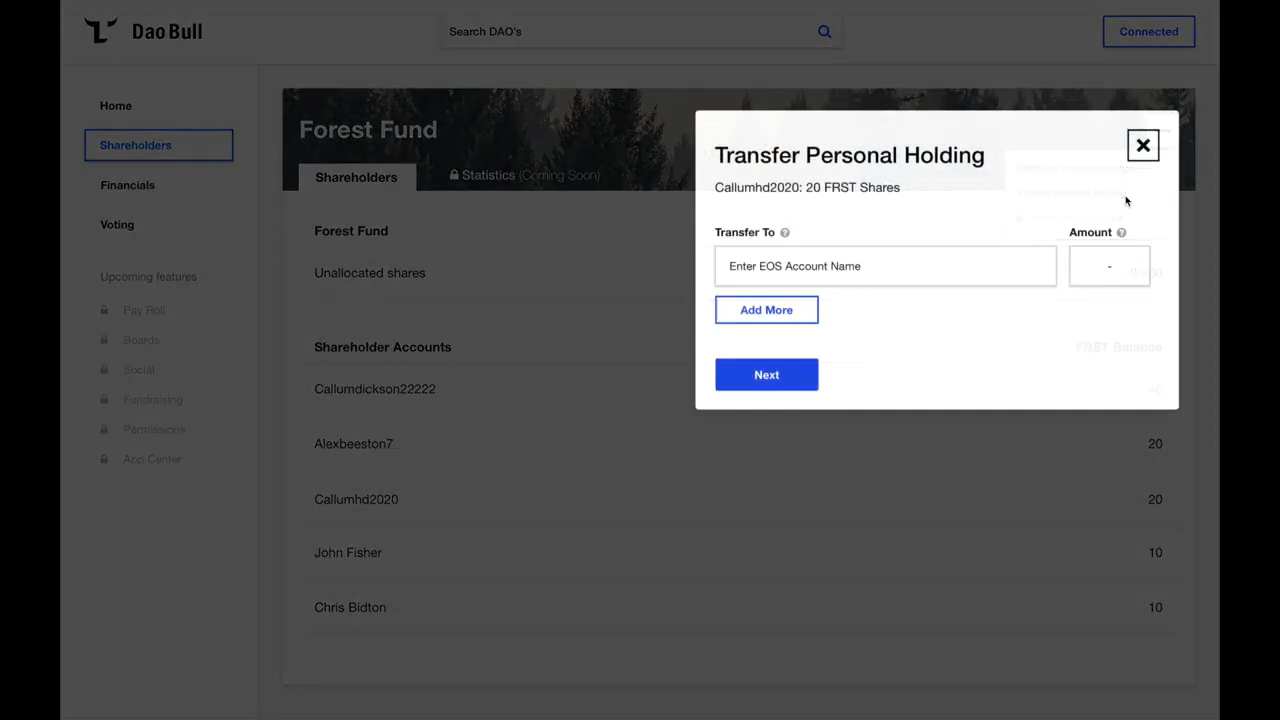 Dao Bull
Search DAO's
Connected
Home
Shareholders
Financials
Voting
Upcoming features
Pay Roll
Boards
Social
Fundraising
Permissions
App Center
Forest Fund
Shareholders
Statistics (Coming Soon)
Forest Fund
Unallocated shares
Shareholder Accounts
FRST Balance
Callumdickson22222
Alexbeeston7
20
Callumhd2020
20
John Fisher
10
Chris Bidton
10
Transfer Personal Holding
Callumhd2020: 20 FRST Shares
Transfer To
Amount
Enter EOS Account Name
-
Add More
Next